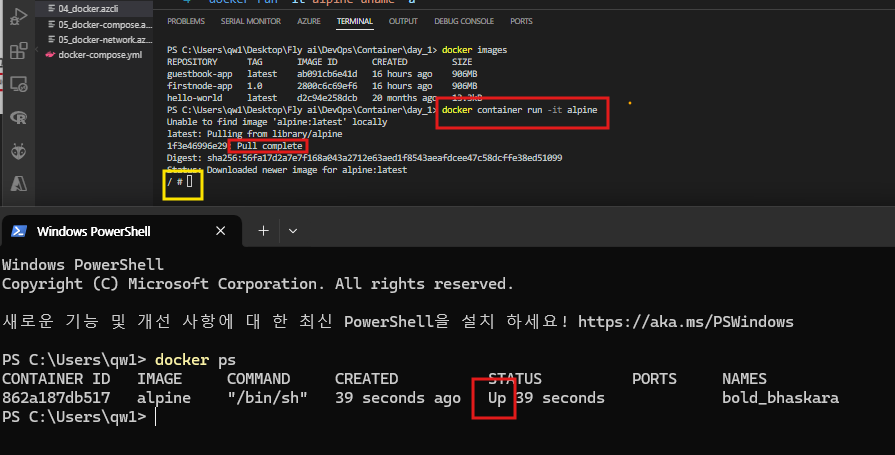 04_docker.azcli
05_docker-compose.a...
05_docker-network.az...
docker-compose.yml
PROBLEMS SERIAL MONITOR AZURE TERMINAL OUTPUT DEBUG CONSOLE PORTS
PS C:\Users\qw1\Desktop\Fly ai\DevOps\Container\day_1> docker images
REPOSITORY TAG IMAGE ID CREATED SIZE
guestbook-app latest ab091cb6e41d 16 hours ago 906MB
firstnode-app 1.0 2800c6c69ef6 16 hours ago 906MB
hello-world latest d2c94e258dcb 20 months ago 13.3kB
PS C:\Users\qw1\Desktop\Fly ai\DevOps\Container\day_1> docker container run -it alpine
Unable to find image 'alpine:latest' locally
latest: Pulling from library/alpine
1f3e46996e29: Pull complete
Digest: sha256:56fa17d2a7e7f168a043a2712e63aed1f8543aeafdcee47c58dcffe38ed51099
Status: Downloaded newer image for alpine:latest
/ #
Windows PowerShell
Windows PowerShell
Copyright (C) Microsoft Corporation. All rights reserved.
새로운 기능 및 개선 사항에 대 한 최신 PowerShell을 설치 하세요! https://aka.ms/PSWindows
PS C:\Users\qw1> docker ps
CONTAINER ID IMAGE COMMAND CREATED STATUS PORTS NAMES
862a187db517 alpine "/bin/sh" 39 seconds ago Up 39 seconds bold_bhaskara
PS C:\Users\qw1>